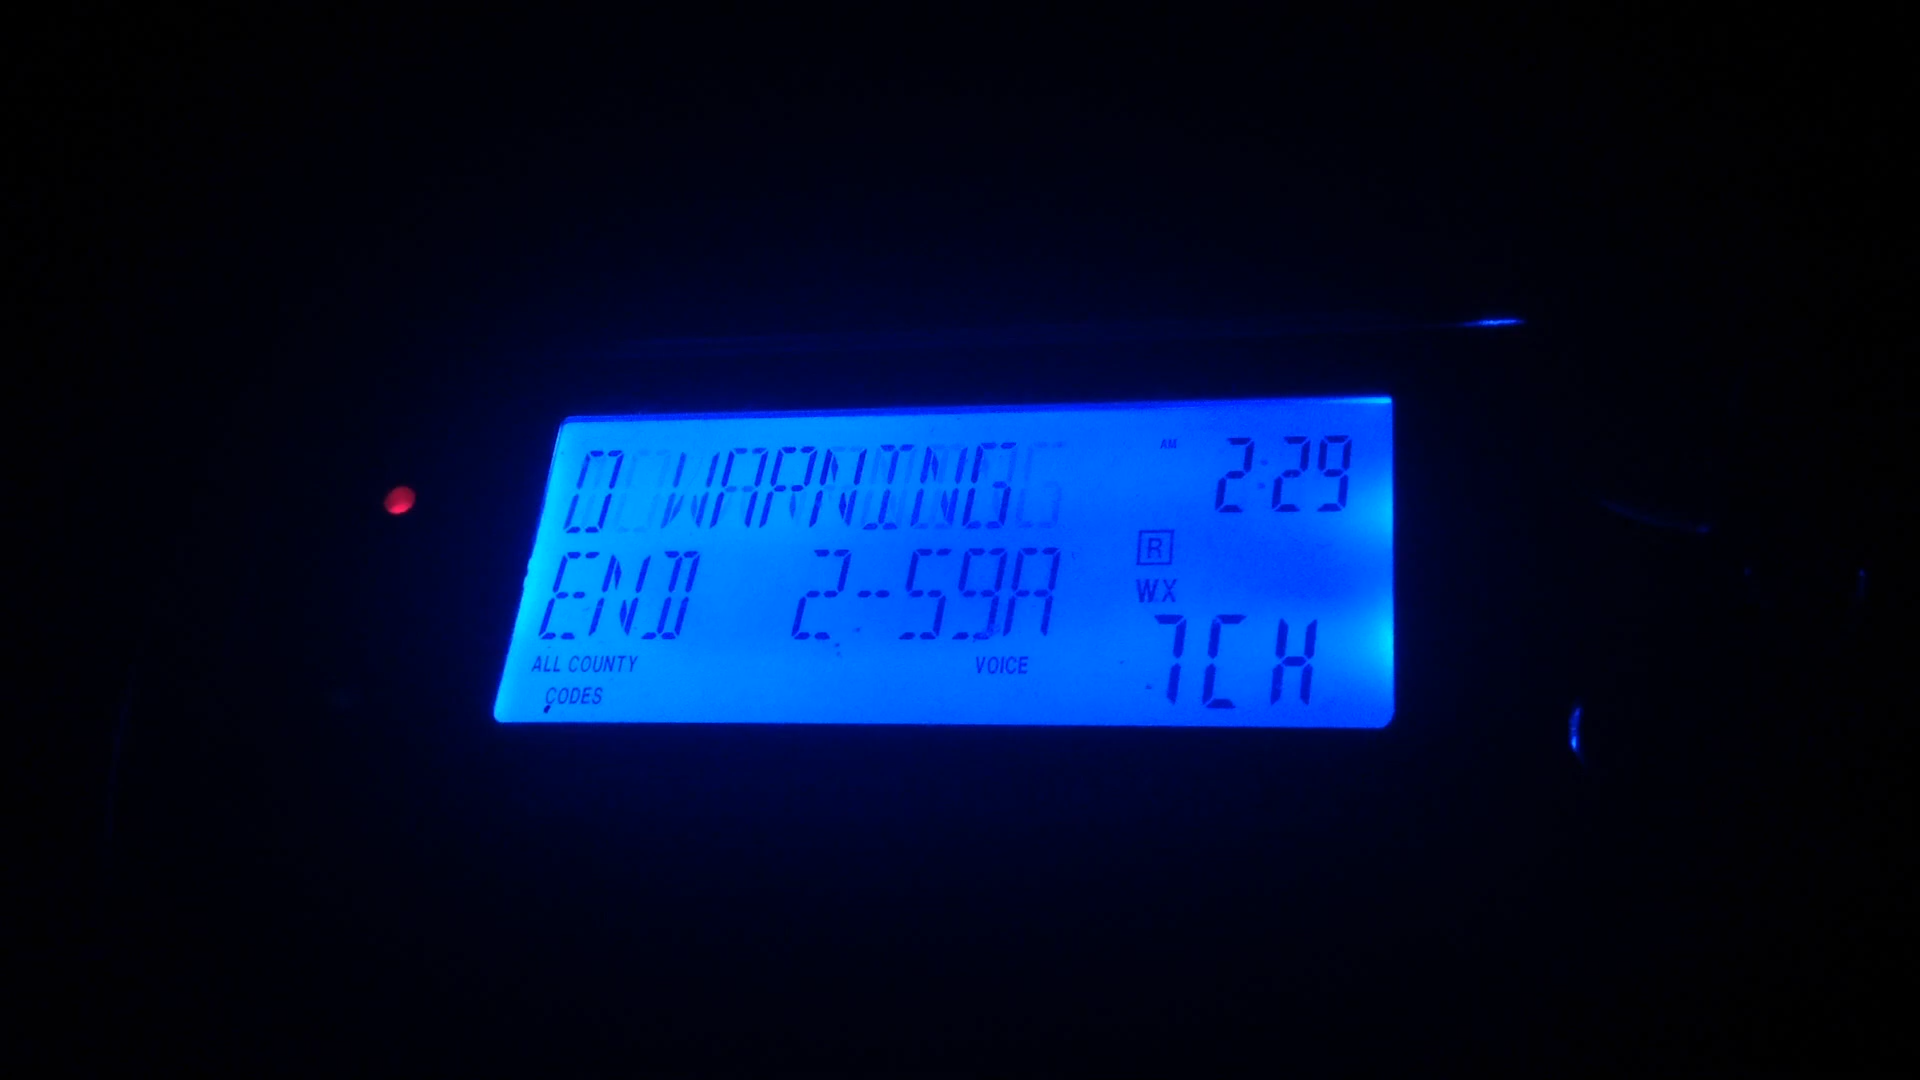 O WARNING
AM 2:29
END 2-59A
R
WX
ALL COUNTY
CODES
VOICE
7CH